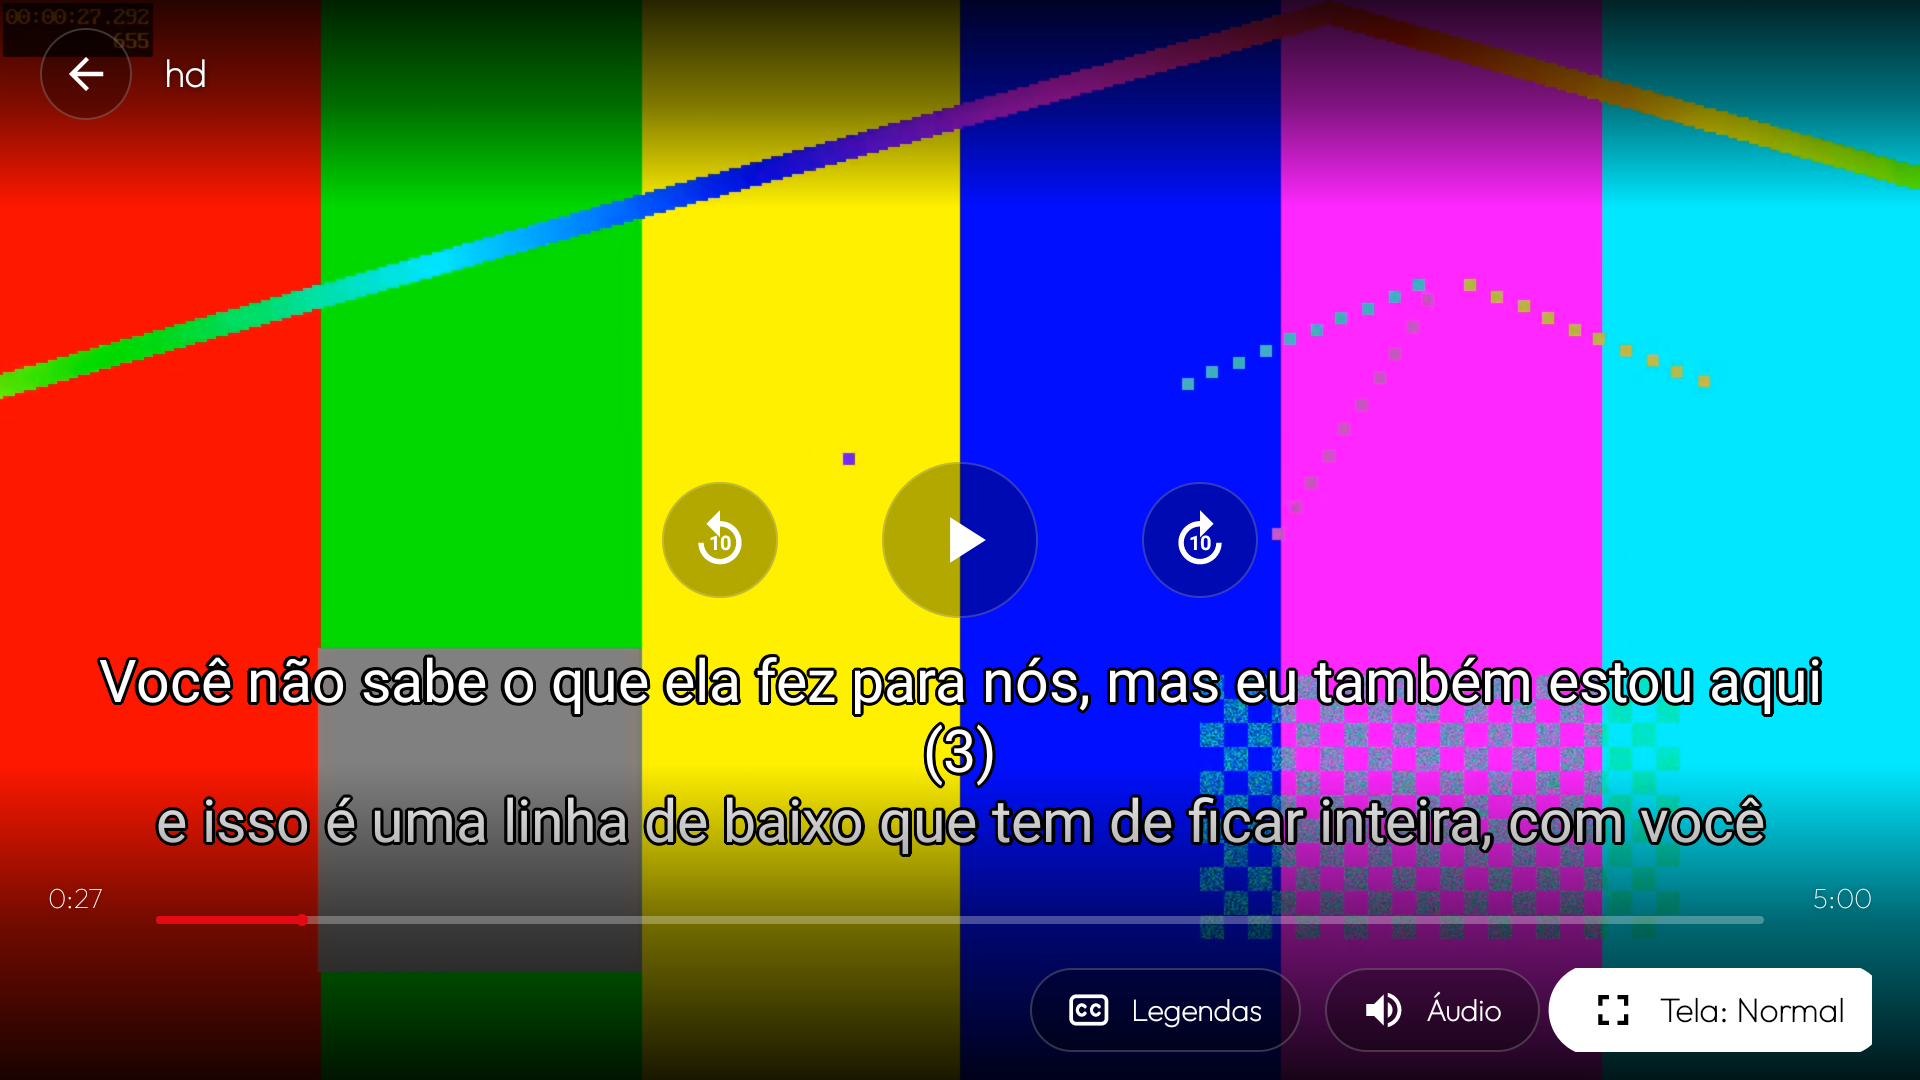 00:00:27.292
655
hd
10
10
Você não sabe o que ela fez para nós, mas eu também estou aqui
(3)
e isso é uma linha de baixo que tem de ficar inteira, com você
0:27
5:00
CC Legendas
Áudio
Tela: Normal